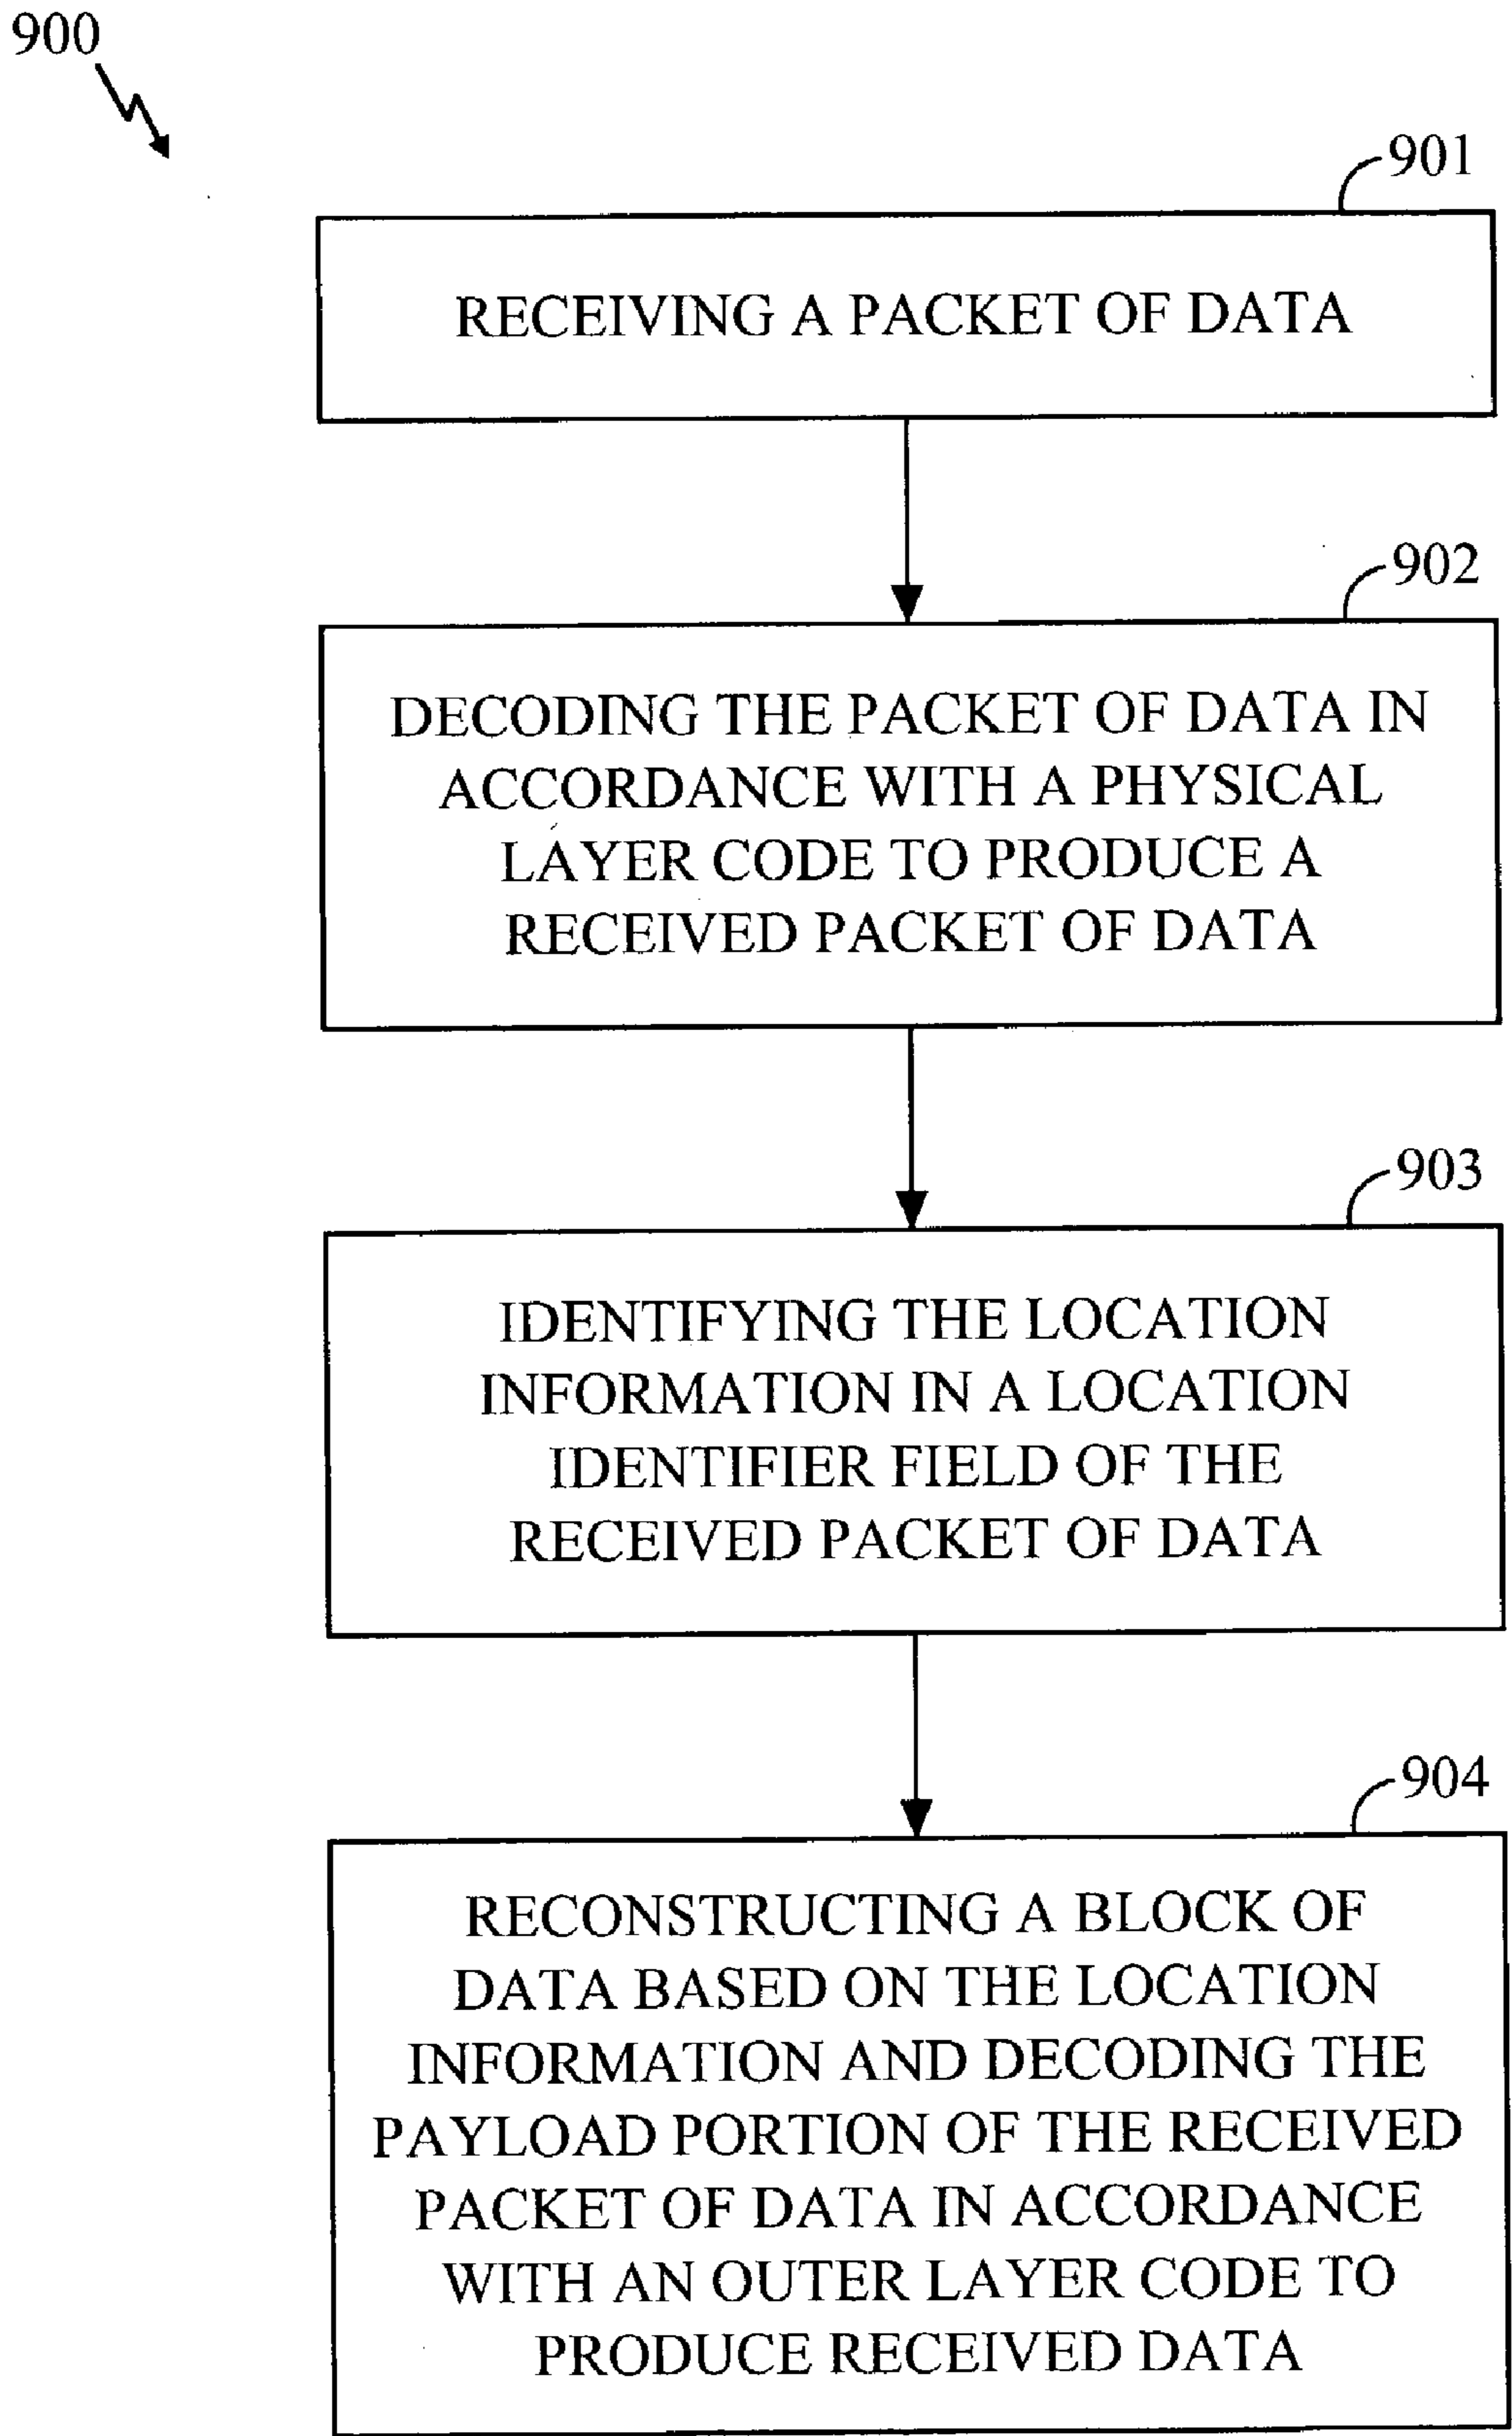 900
901
RECEIVING A PACKET OF DATA
902
DECODING THE PACKET OF DATA IN
ACCORDANCE WITH A PHYSICAL
LAYER CODE TO PRODUCE A
RECEIVED PACKET OF DATA
903
IDENTIFYING THE LOCATION
INFORMATION IN A LOCATION
IDENTIFIER FIELD OF THE
RECEIVED PACKET OF DATA
904
RECONSTRUCTING A BLOCK OF
DATA BASED ON THE LOCATION
INFORMATION AND DECODING THE
PAYLOAD PORTION OF THE RECEIVED
PACKET OF DATA IN ACCORDANCE
WITH AN OUTER LAYER CODE TO
PRODUCE RECEIVED DATA